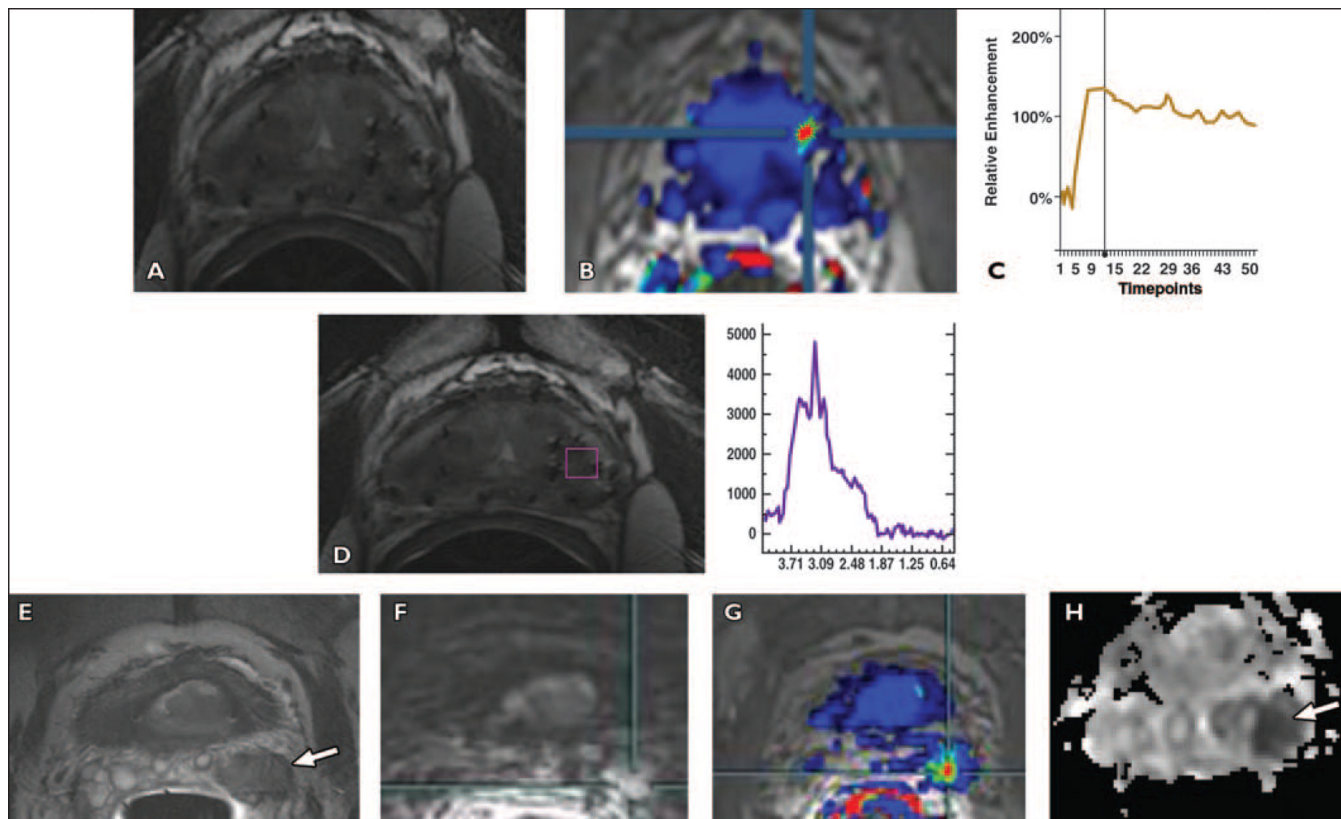 A
B
C
200%
100%
0%
Relative Enhancement
1 5 9 15 22 29 36 43 50
Timepoints
D
5000
4000
3000
2000
1000
0
3.71 3.09 2.48 1.87 1.25 0.64
E
F
G
H